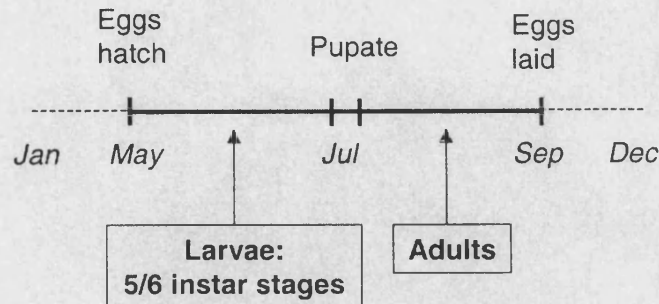 Eggs
hatch
Pupate
Eggs
laid
Jan
May
Jul
Sep
Dec
Larvae:
5/6 instar stages
Adults